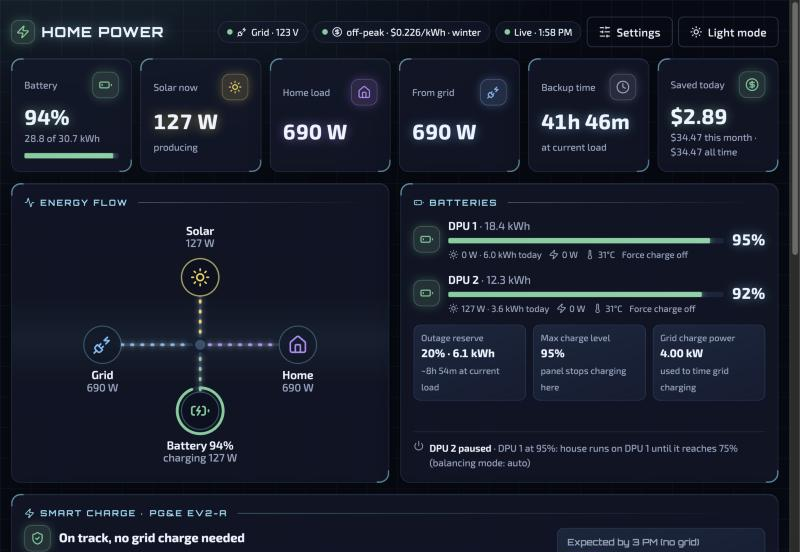 HOME POWER
Grid · 123 V
off-peak · $0.226/kWh · winter
Live · 1:58 PM
Settings
Light mode
Battery
94%
28.8 of 30.7 kWh
Solar now
127 W
producing
Home load
690 W
From grid
690 W
Backup time
41h 46m
at current load
Saved today
$2.89
$34.47 this month ·
$34.47 all time
ENERGY FLOW
Solar
127 W
Grid
690 W
Home
690 W
Battery 94%
charging 127 W
BATTERIES
DPU 1 · 18.4 kWh
95%
0 W · 6.0 kWh today 0 W 31°C Force charge off
DPU 2 · 12.3 kWh
92%
127 W · 3.6 kWh today 0 W 31°C Force charge off
Outage reserve
20% · 6.1 kWh
~8h 54m at current
load
Max charge level
95%
panel stops charging
here
Grid charge power
4.00 kW
used to time grid
charging
DPU 2 paused · DPU 1 at 95%: house runs on DPU 1 until it reaches 75%
(balancing mode: auto)
SMART CHARGE · PG&E EV2-A
On track, no grid charge needed
Expected by 3 PM (no grid)